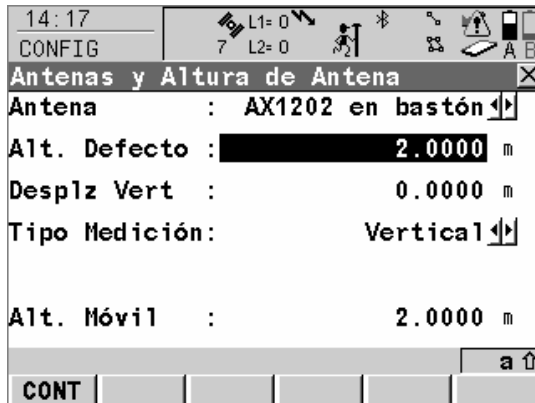 14:17
CONFIG
L1= 0
7 L2= 0
A B
Antenas y Altura de Antena
Antena : AX1202 en bastón
Alt. Defecto : 2.0000 m
Desplz Vert : 0.0000 m
Tipo Medición: Vertical
Alt. Móvil : 2.0000 m
a
CONT